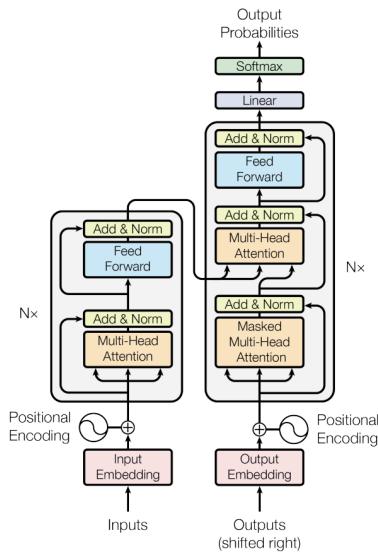 Output
Probabilities
Softmax
Linear
Add & Norm
Feed
Forward
Add & Norm
Multi-Head
Attention
Add & Norm
Masked
Multi-Head
Attention
N×
Add & Norm
Feed
Forward
N×
Add & Norm
Multi-Head
Attention
Positional
Encoding
Positional
Encoding
Input
Embedding
Output
Embedding
Inputs
Outputs
(shifted right)